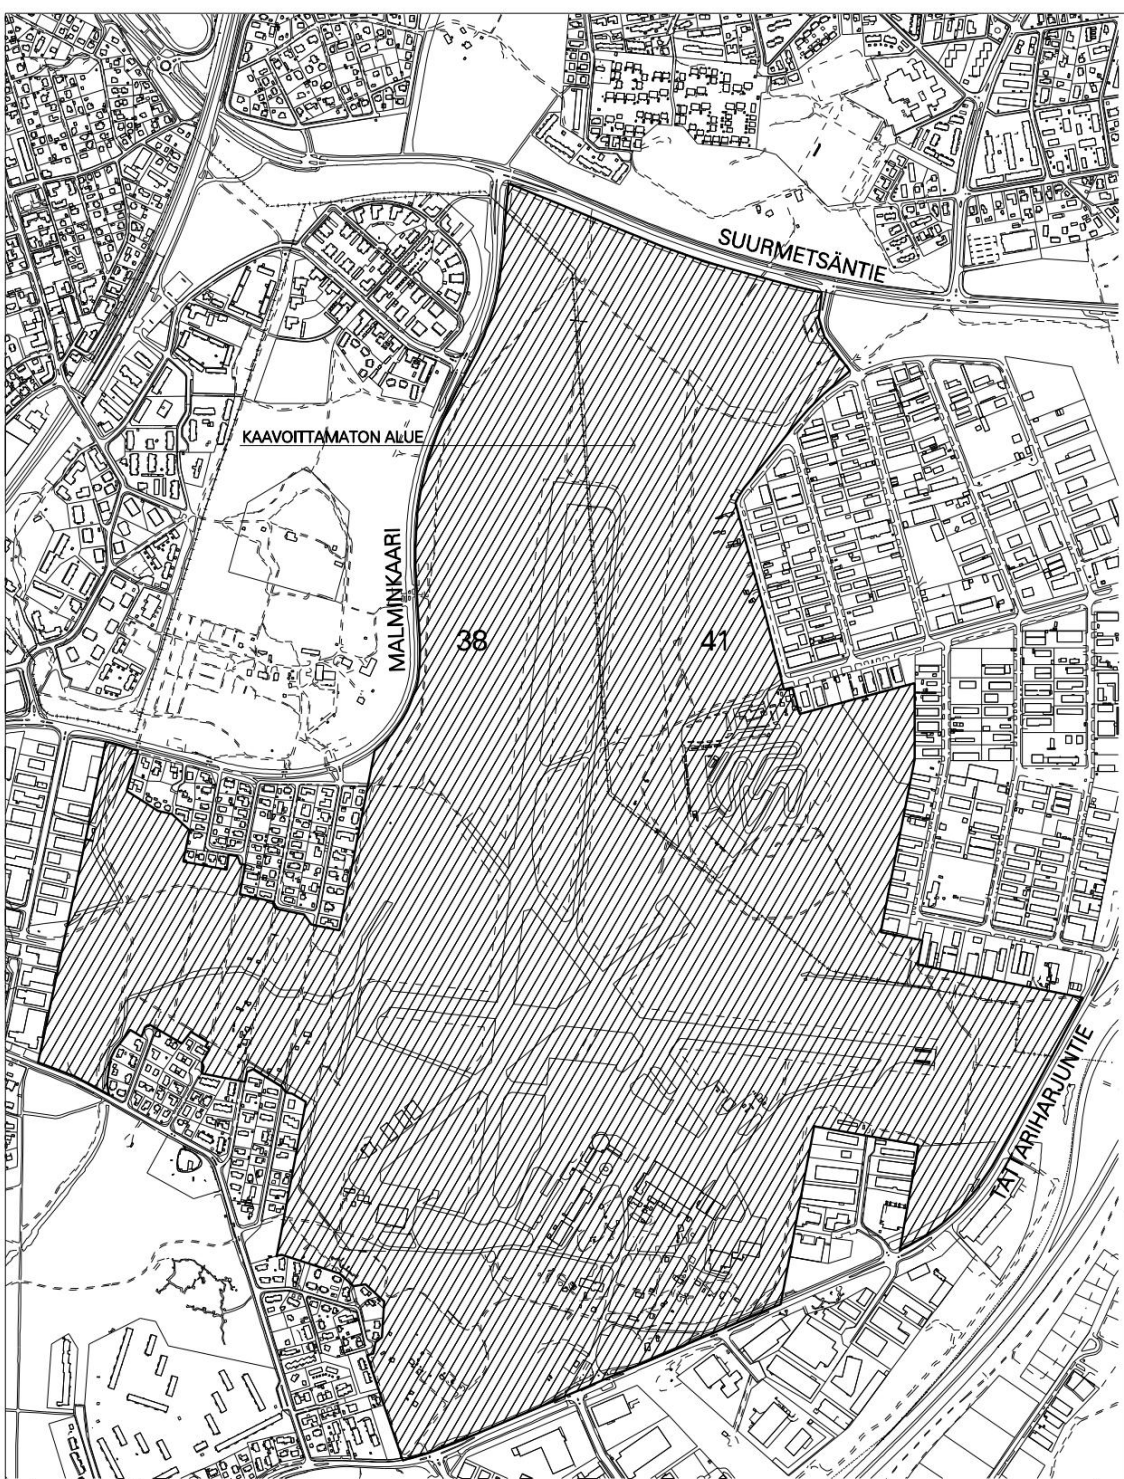 SUURMETSÄNTIE
KAAVOITTAMATON ALUE
MALMINKAARI
38
41
TATTARIHARJUNTIE